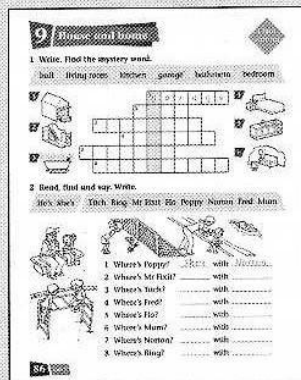 9 House and home
1 Write. Find the mystery word.
hall living room kitchen garage bathroom bedroom
2 Read, find and say. Write.
He's She's Titch Bing Mr Fixit Flo Poppy Norton Fred Mum
1 Where's Poppy? She's with Norton.
2 Where's Mr Fixit? with
3 Where's Titch? with
4 Where's Fred? with
5 Where's Flo? with
6 Where's Mum? with
7 Where's Norton? with
8 Where's Bing? with
86